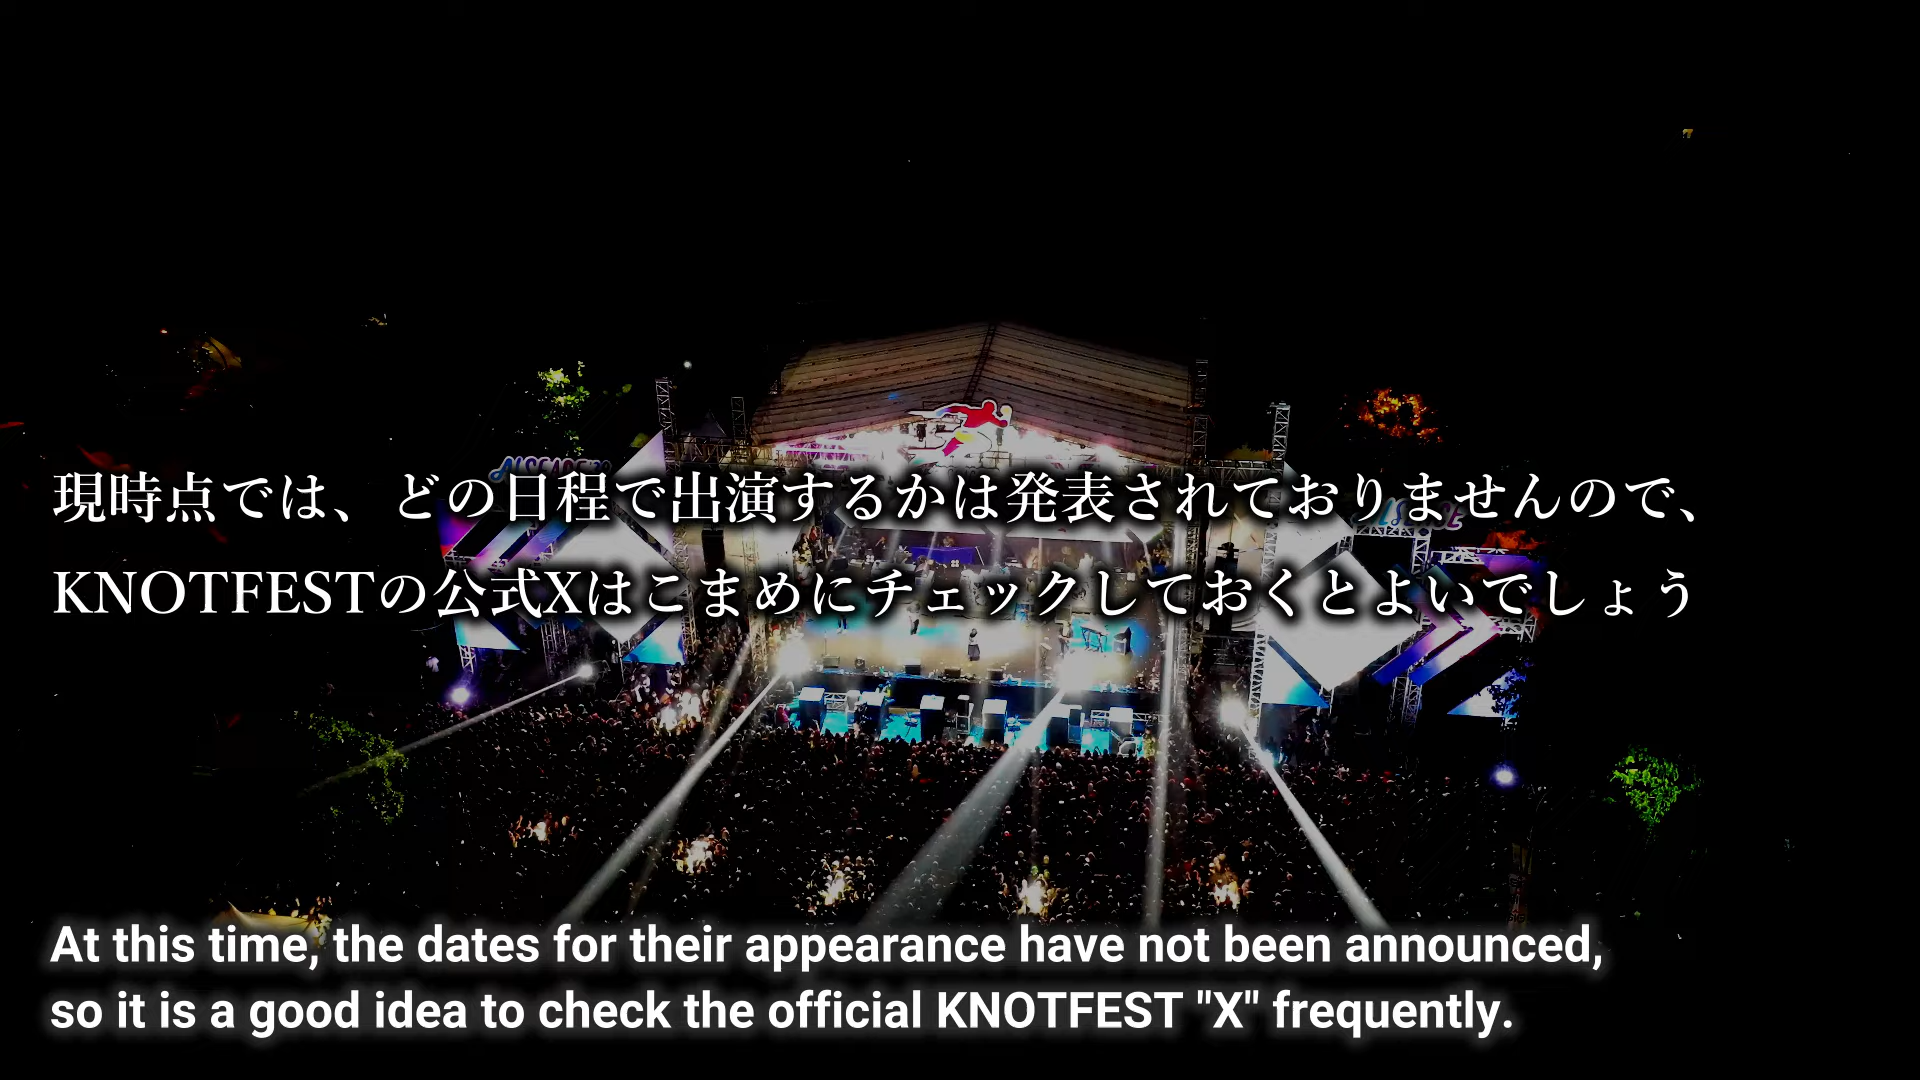 現時点では、どの日程で出演するかは発表されておりませんので、
KNOTFESTの公式Xはこまめにチェックしておくとよいでしょう
At this time, the dates for their appearance have not been announced,
so it is a good idea to check the official KNOTFEST "X" frequently.